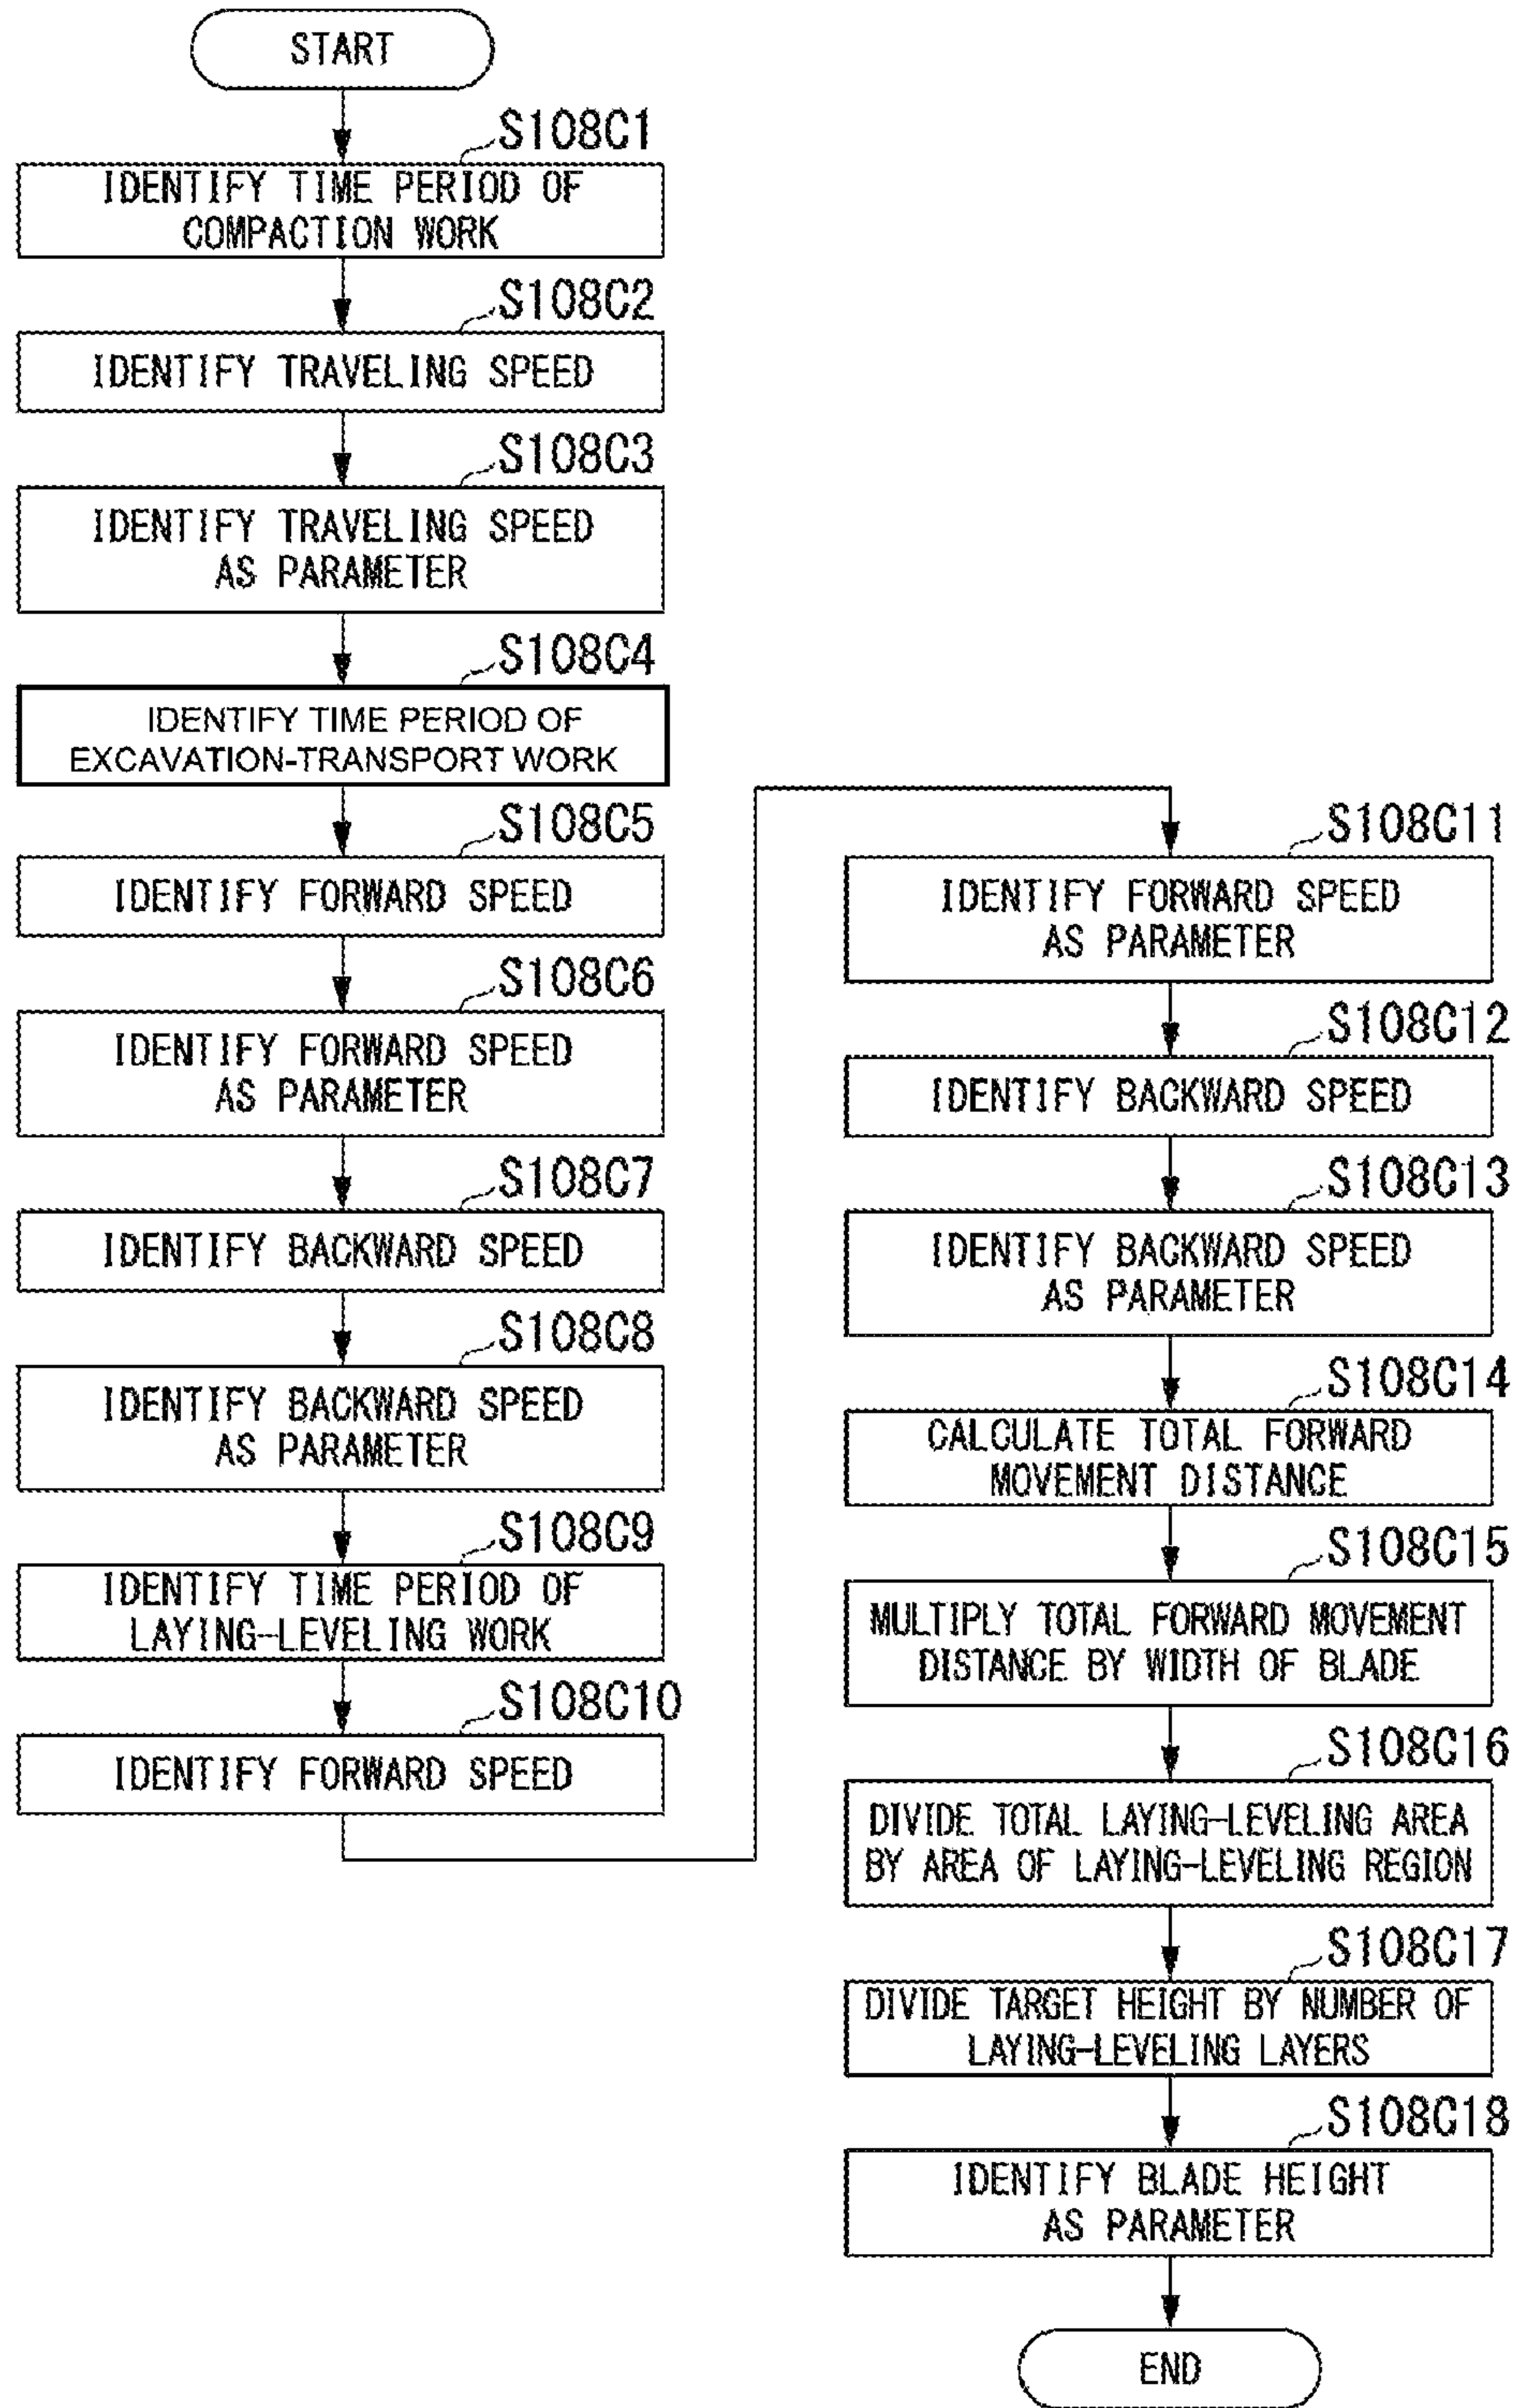 START
S108C1
IDENTIFY TIME PERIOD OF
COMPACTION WORK
S108C2
IDENTIFY TRAVELING SPEED
S108C3
IDENTIFY TRAVELING SPEED
AS PARAMETER
S108C4
IDENTIFY TIME PERIOD OF
EXCAVATION-TRANSPORT WORK
S108C5
IDENTIFY FORWARD SPEED
S108C6
IDENTIFY FORWARD SPEED
AS PARAMETER
S108C7
IDENTIFY BACKWARD SPEED
S108C8
IDENTIFY BACKWARD SPEED
AS PARAMETER
S108C9
IDENTIFY TIME PERIOD OF
LAYING-LEVELING WORK
S108C10
IDENTIFY FORWARD SPEED
S108C11
IDENTIFY FORWARD SPEED
AS PARAMETER
S108C12
IDENTIFY BACKWARD SPEED
S108C13
IDENTIFY BACKWARD SPEED
AS PARAMETER
S108C14
CALCULATE TOTAL FORWARD
MOVEMENT DISTANCE
S108C15
MULTIPLY TOTAL FORWARD MOVEMENT
DISTANCE BY WIDTH OF BLADE
S108C16
DIVIDE TOTAL LAYING-LEVELING AREA
BY AREA OF LAYING-LEVELING REGION
S108C17
DIVIDE TARGET HEIGHT BY NUMBER OF
LAYING-LEVELING LAYERS
S108C18
IDENTIFY BLADE HEIGHT
AS PARAMETER
END